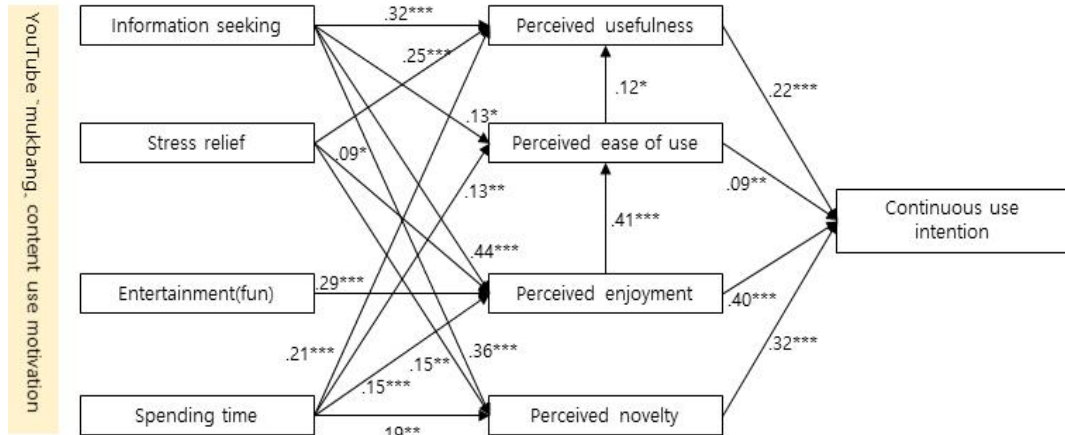 YouTube `mukbang、content use motivation
Information seeking
Stress relief
Entertainment(fun)
Spending time
.32***
.25***
.13*
.09*
.13**
.44***
.29***
.21***
.15***
.15**
.36***
.19**
Perceived usefulness
.12*
Perceived ease of use
.41***
Perceived enjoyment
Perceived novelty
.22***
.09**
.40***
.32***
Continuous use
intention